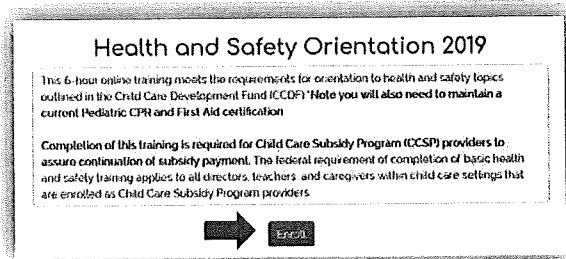 Health and Safety Orientation 2019
This 6-hour online training meets the requirements for orientation to health and safety topics
outlined in the Child Care Development Fund (CCDF) *Note you will also need to maintain a
current Pediatric CPR and First Aid certification
Completion of this training is required for Child Care Subsidy Program (CCSP) providers to
assure continuation of subsidy payment. The federal requirement of completion of basic health
and safety training applies to all directors, teachers, and caregivers within child care settings that
are enrolled as Child Care Subsidy Program providers
Enroll